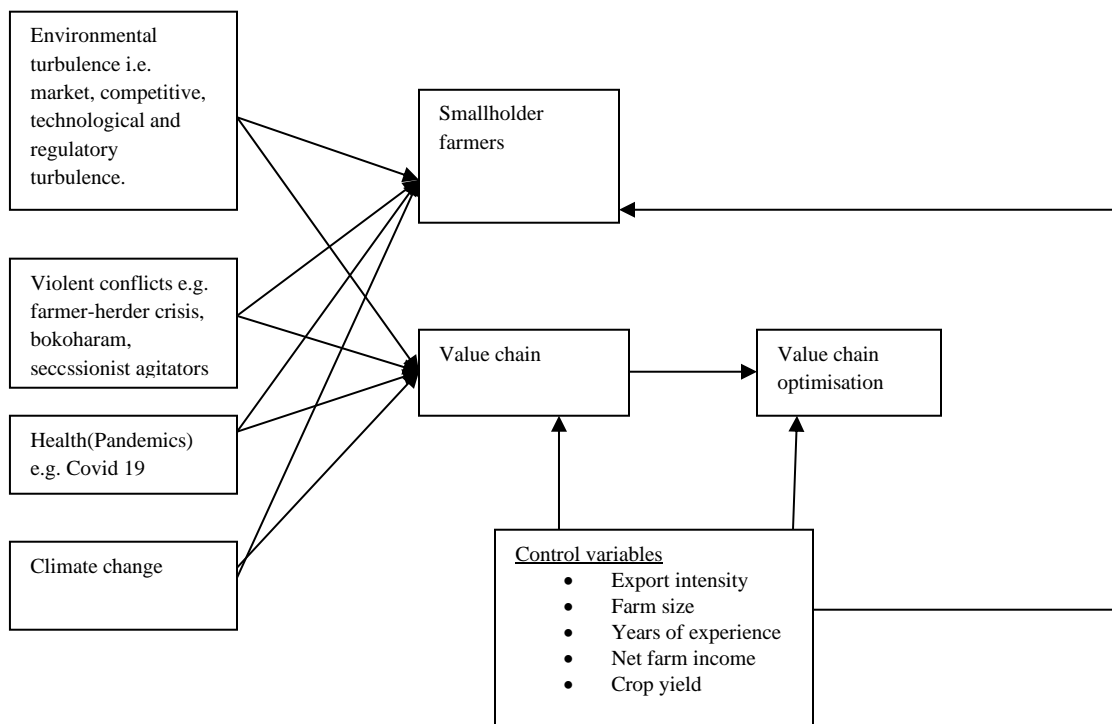 Environmental
turbulence i.e.
market, competitive,
technological and
regulatory
turbulence.
Smallholder
farmers
Violent conflicts e.g.
farmer-herder crisis,
bokoharam,
seccssionist agitators
Value chain
Value chain
optimisation
Health(Pandemics)
e.g. Covid 19
Climate change
Control variables
• Export intensity
• Farm size
• Years of experience
• Net farm income
• Crop yield